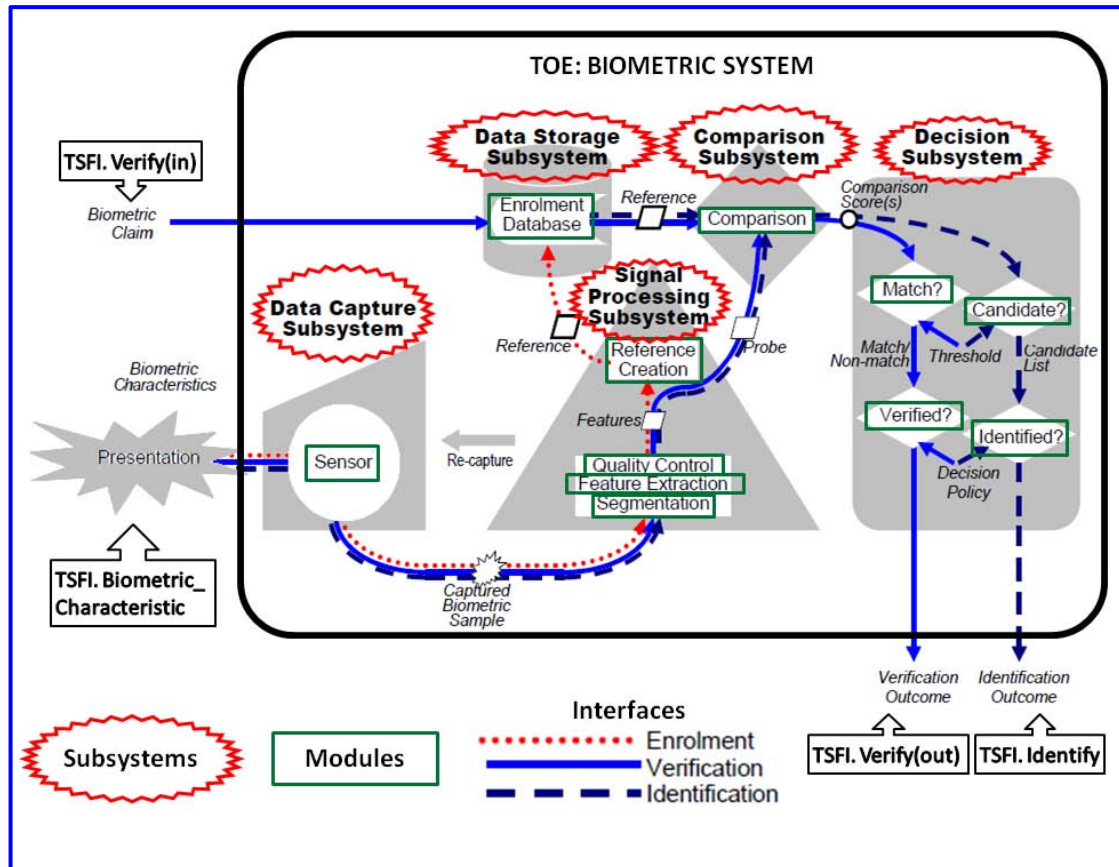 TOE: BIOMETRIC SYSTEM
TSFI. Verify(in)
Biometric
Claim
Data Storage
Subsystem
Enrolment
Database
Reference
Comparison
Subsystem
Comparison
Decision
Subsystem
Comparison
Score(s)
Data Capture
Subsystem
Signal
Processing
Subsystem
Reference
Reference
Creation
Probe
Match?
Candidate?
Match/
Non-match
Threshold
Candidate
List
Biometric
Characteristics
Presentation
Sensor
Re-capture
Features
Quality Control
Feature Extraction
Segmentation
Verified?
Identified?
Decision
Policy
TSFI. Biometric_
Characteristic
Captured
Biometric
Sample
Verification
Outcome
Identification
Outcome
TSFI. Verify(out)
TSFI. Identify
Subsystems
Modules
Interfaces
Enrolment
Verification
Identification